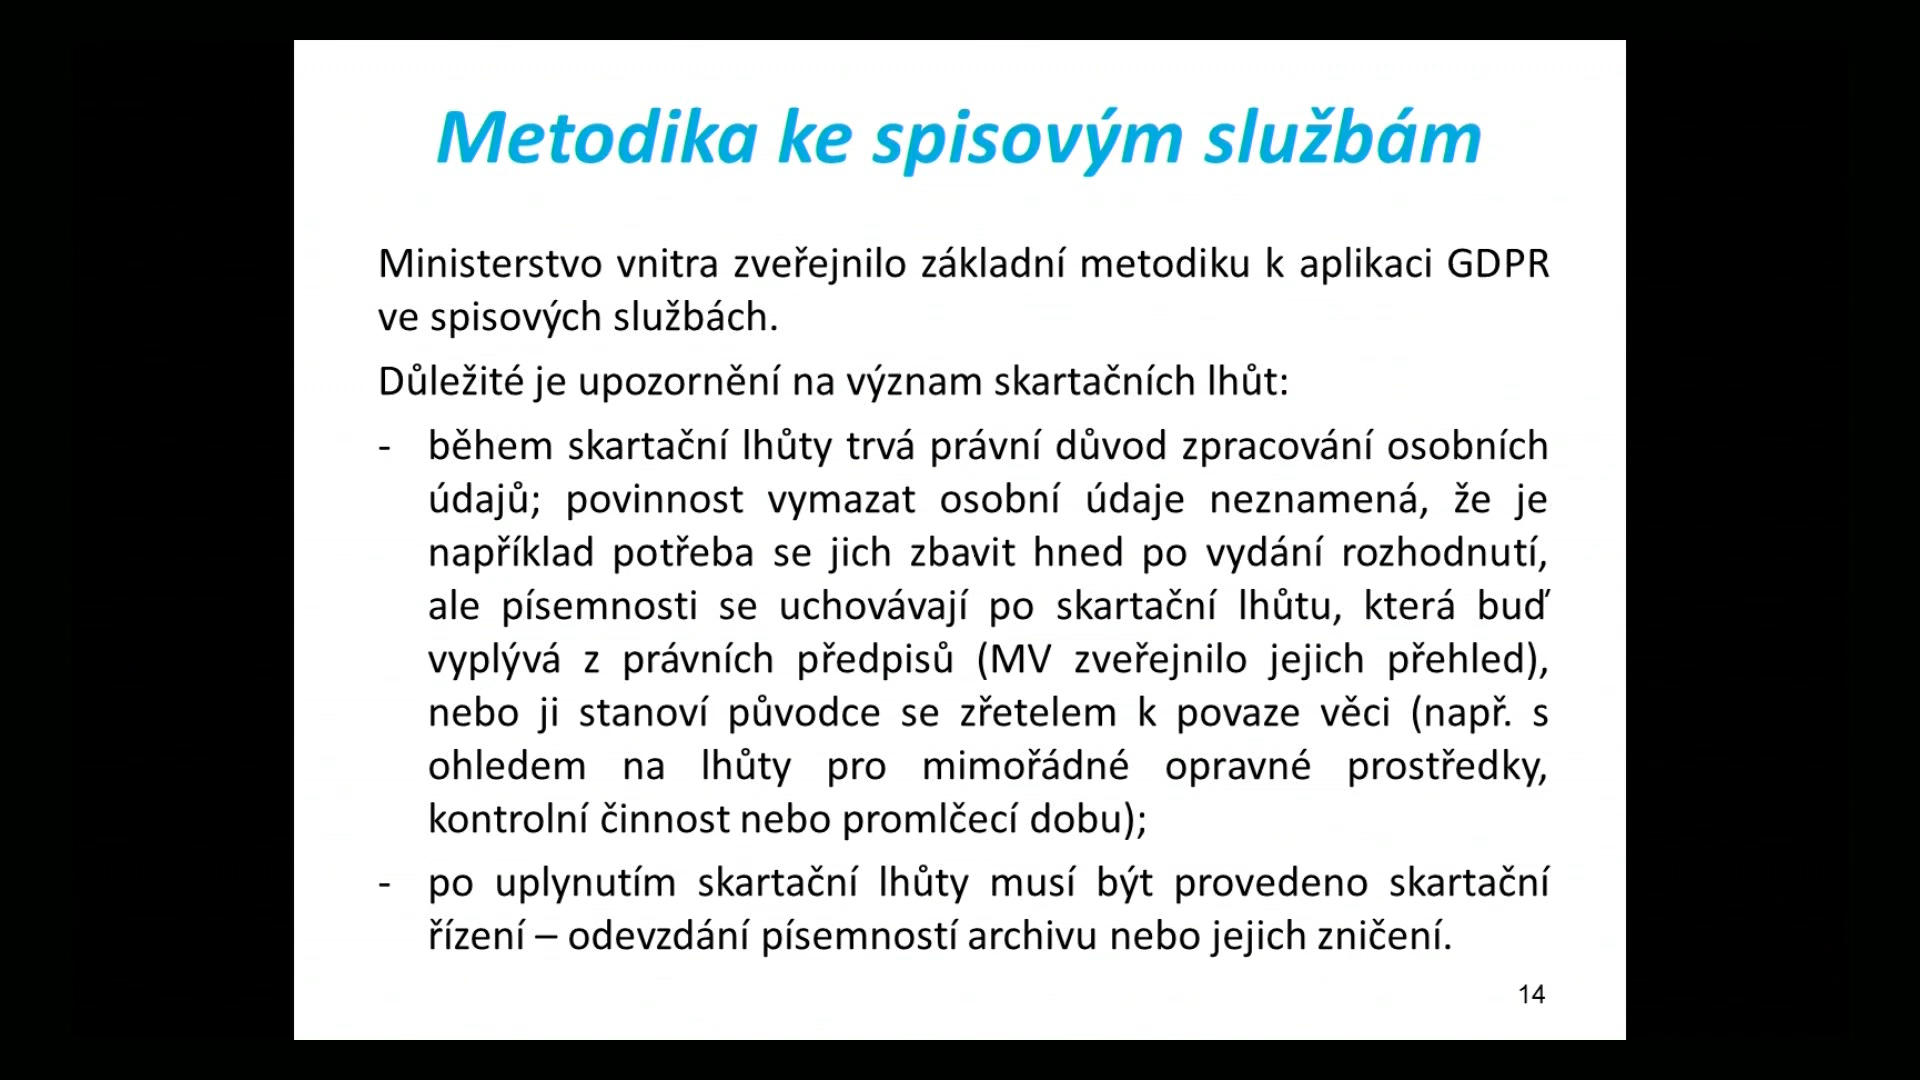 Metodika ke spisovým službám
Ministerstvo vnitra zveřejnilo základní metodiku k aplikaci GDPR
ve spisových službách.
Důležité je upozornění na význam skartačních lhůt:
- během skartační lhůty trvá právní důvod zpracování osobních
údajů; povinnost vymazat osobní údaje neznamená, že je
například potřeba se jich zbavit hned po vydání rozhodnutí,
ale písemnosti se uchovávají po skartační lhůtu, která buď
vyplývá z právních předpisů (MV zveřejnilo jejich přehled),
nebo ji stanoví původce se zřetelem k povaze věci (např. s
ohledem na lhůty pro mimořádné opravné prostředky,
kontrolní činnost nebo promlčecí dobu);
- po uplynutím skartační lhůty musí být provedeno skartační
řízení – odevzdání písemností archivu nebo jejich zničení.
14